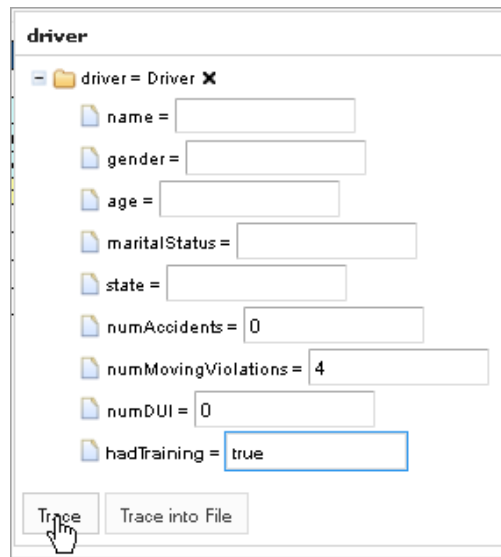 driver
driver = Driver ✖
name =
gender =
age =
maritalStatus =
state =
numAccidents = 0
numMovingViolations = 4
numDUI = 0
hadTraining = true
Trace Trace into File